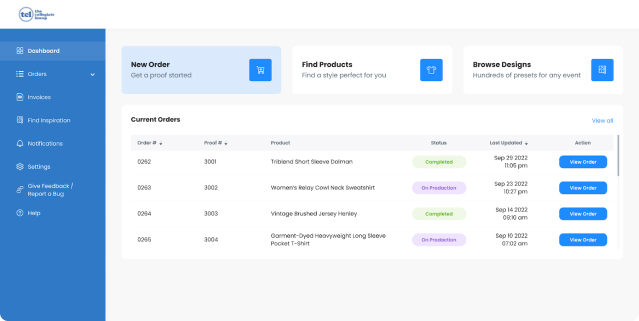 tcl the collegiate lineup
Dashboard
Orders
Invoices
Find Inspiration
Notifications
Settings
Give Feedback /
Report a Bug
Help
New Order
Get a proof started
Find Products
Find a style perfect for you
Browse Designs
Hundreds of presets for any event
Current Orders
View all
Order # Proof # Product Status Last Updated Action
0262 3001 Triblend Short Sleeve Dolman Completed Sep 29 2022 11:05 pm View Order
0263 3002 Women's Relay Cowl Neck Sweatshirt On Production Sep 23 2022 10:27 pm View Order
0264 3003 Vintage Brushed Jersey Henley Completed Sep 14 2022 09:10 am View Order
0265 3004 Garment-Dyed Heavyweight Long Sleeve Pocket T-Shirt On Production Sep 10 2022 07:02 am View Order